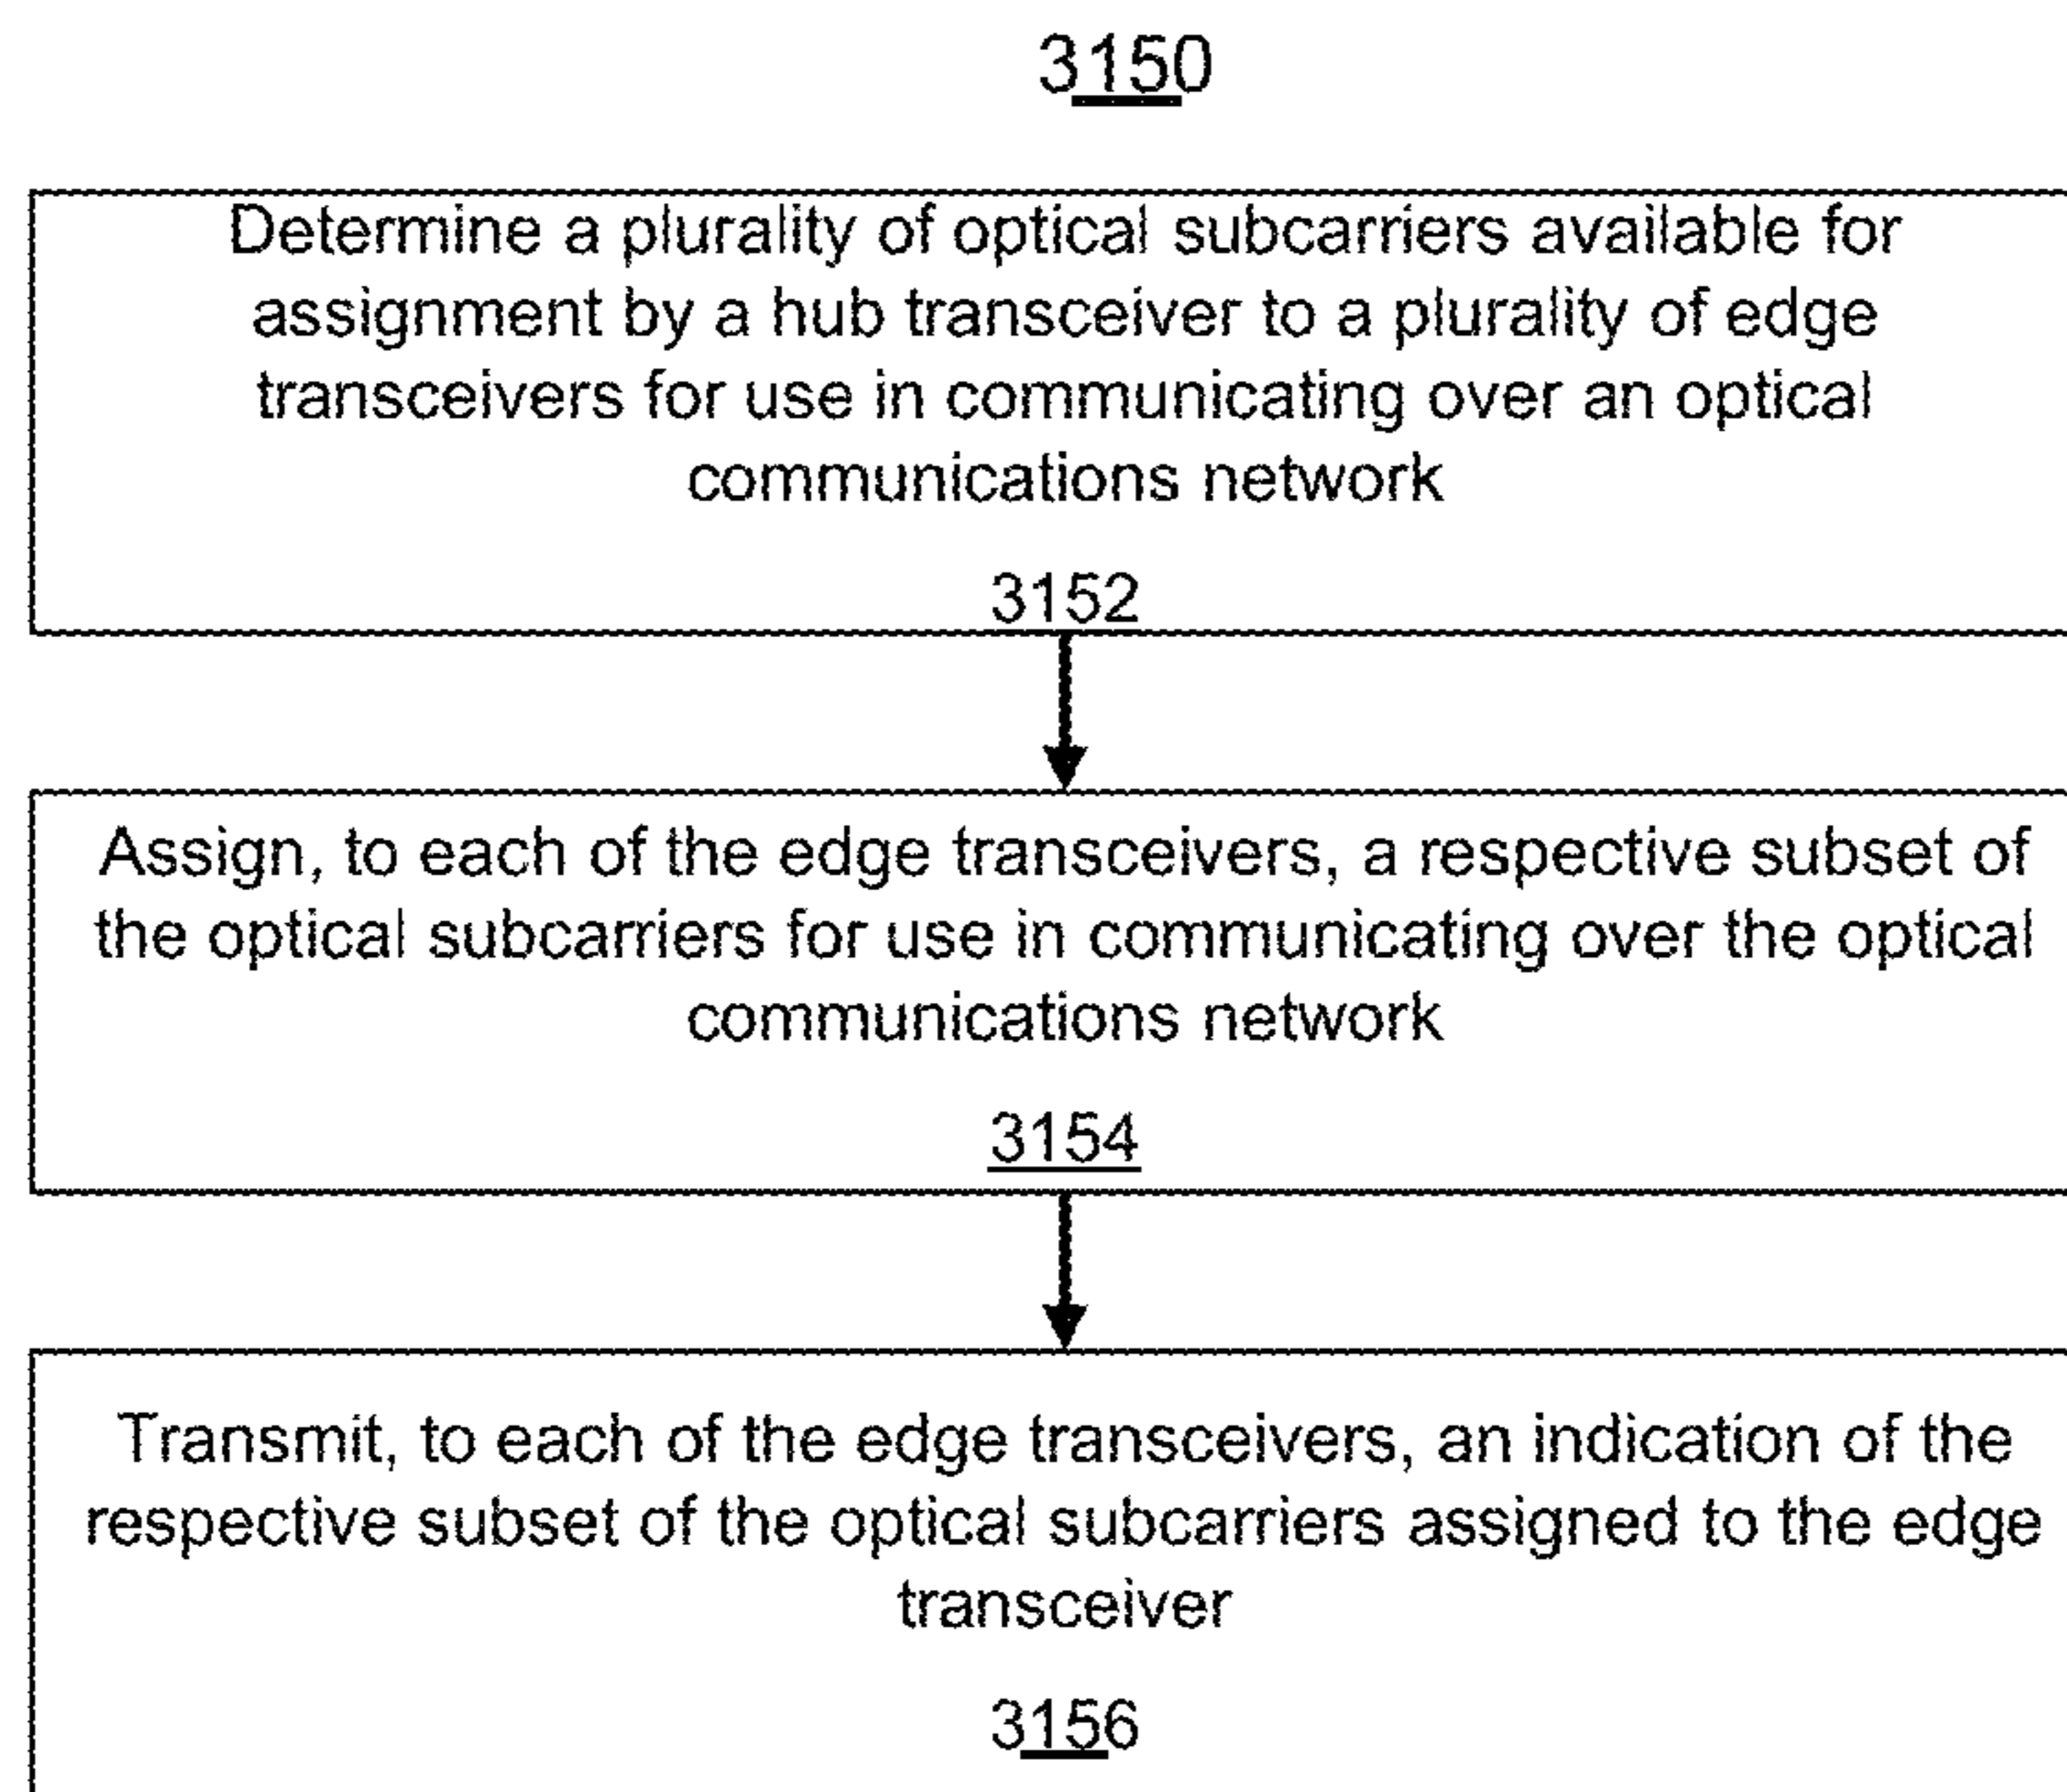 3150
Determine a plurality of optical subcarriers available for
assignment by a hub transceiver to a plurality of edge
transceivers for use in communicating over an optical
communications network
3152
Assign, to each of the edge transceivers, a respective subset of
the optical subcarriers for use in communicating over the optical
communications network
3154
Transmit, to each of the edge transceivers, an indication of the
respective subset of the optical subcarriers assigned to the edge
transceiver
3156